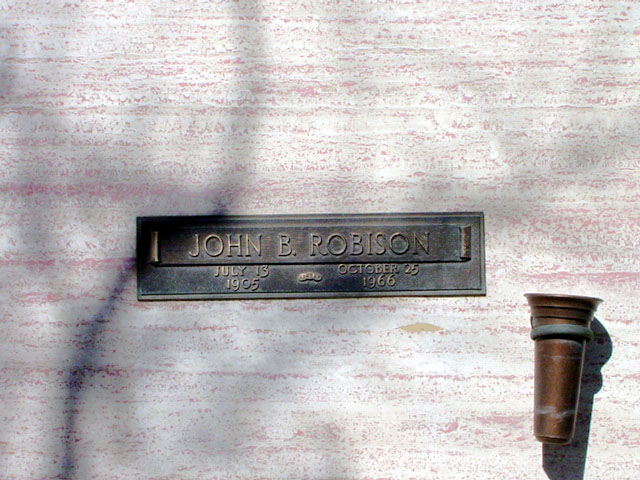 JOHN B. ROBISON
JULY 13 OCTOBER 25
1905 1966